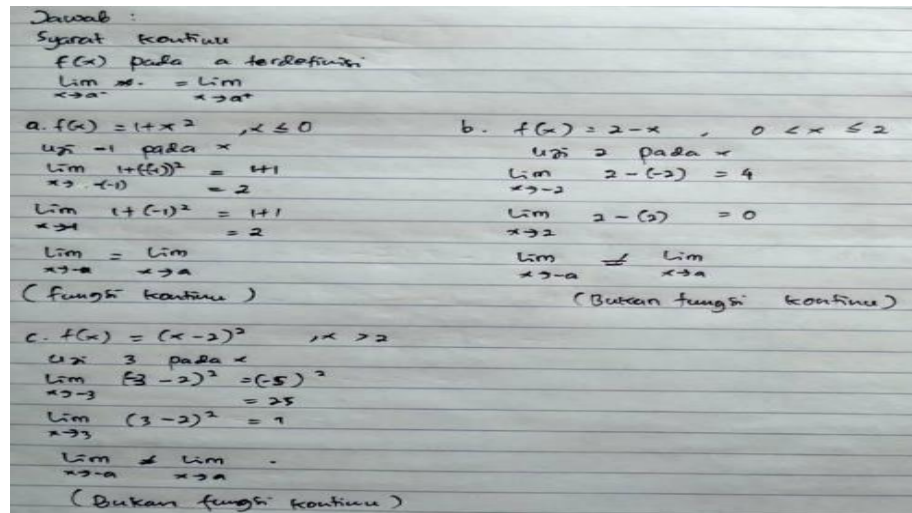 Jawab :
Syarat kontinu
f(x) pada a terdefinisi
Lim = Lim
x→a⁻ x→a⁺
a. f(x) = 1+x² , x ≤ 0
uji -1 pada x
Lim 1+(-(-1))² = 1+1
x→ -(-1) = 2
Lim 1+(-1)² = 1+1
x→-1 = 2
Lim = Lim
x→-a x→a
(fungsi kontinu)
b. f(x) = 2-x , 0 < x ≤ 2
uji 2 pada x
Lim 2-(-2) = 4
x→-2
Lim 2-(2) = 0
x→2
Lim ≠ Lim
x→-a x→a
(Bukan fungsi kontinu)
c. f(x) = (x-2)² , x > 2
uji 3 pada x
Lim (-3-2)² = (-5)²
x→-3 = 25
Lim (3-2)² = 1
x→3
Lim ≠ Lim .
x→-a x→a
(Bukan fungsi kontinu)